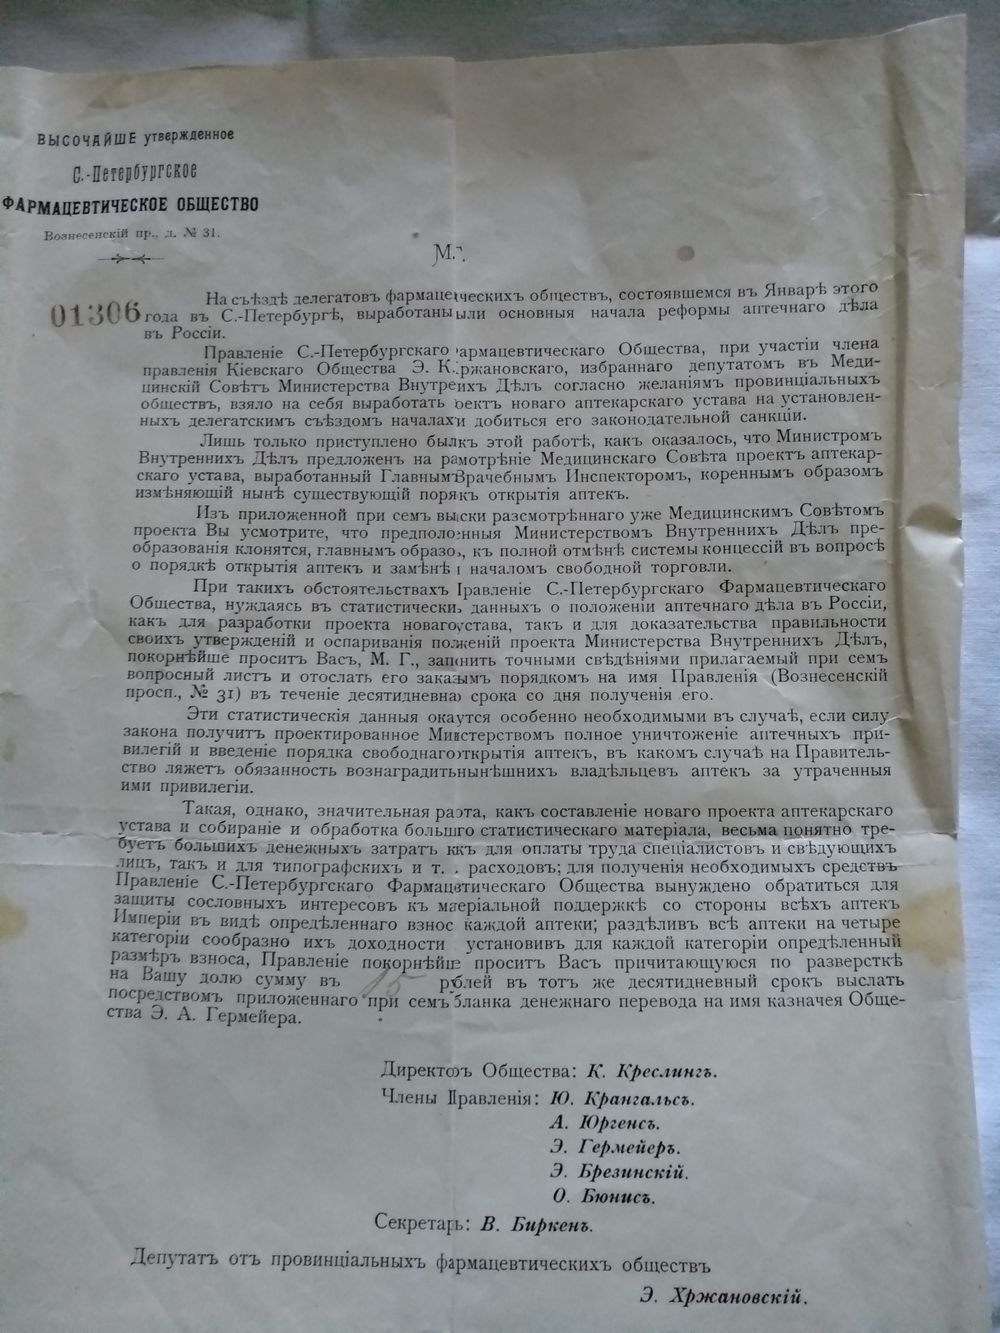 ВЫСОЧАЙШЕ утвержденное
С.-Петербургское
ФАРМАЦЕВТИЧЕСКОЕ ОБЩЕСТВО
Вознесенскій пр., д. № 31.
М.
01306
На съѣздѣ делегатовъ фармацевтическихъ обществъ, состоявшемся въ Январѣ этого
года въ С.-Петербургѣ, выработаны были основныя начала реформы аптечнаго дѣла
въ Россіи.
Правленіе С.-Петербургскаго Фармацевтическаго Общества, при участіи члена
правленія Кіевскаго Общества Э. К. Хржановскаго, избраннаго депутатомъ въ Меди-
цинскій Совѣтъ Министерства Внутреннихъ Дѣлъ согласно желаніямъ провинціальныхъ
обществъ, взяло на себя выработать проектъ новаго аптекарскаго устава на установлен-
ныхъ делегатскимъ съѣздомъ началахъ и добиться его законодательной санкціи.
Лишь только приступлено было къ этой работѣ, какъ оказалось, что Министромъ
Внутреннихъ Дѣлъ предложенъ на разсмотрѣніе Медицинскаго Совѣта проектъ аптекар-
скаго устава, выработанный Главнымъ Врачебнымъ Инспекторомъ, кореннымъ образомъ
измѣняющій нынѣ существующій порядокъ открытія аптекъ.
Изъ приложенной при семъ выписки разсмотрѣннаго уже Медицинскимъ Совѣтомъ
проекта Вы усмотрите, что предположенныя Министерствомъ Внутреннихъ Дѣлъ пре-
образованія клонятся, главнымъ образомъ, къ полной отмѣнѣ системы концессій въ вопросѣ
о порядкѣ открытія аптекъ и замѣнѣ началомъ свободной торговли.
При такихъ обстоятельствахъ Правленіе С.-Петербургскаго Фармацевтическаго
Общества, нуждаясь въ статистическихъ данныхъ о положеніи аптечнаго дѣла въ Россіи,
какъ для разработки проекта новаго устава, такъ и для доказательства правильности
своихъ утвержденій и оспариванія положеній проекта Министерства Внутреннихъ Дѣлъ,
покорнѣйше проситъ Васъ, М. Г., заполнить точными свѣдѣніями прилагаемый при семъ
вопросный листъ и отослать его заказнымъ порядкомъ на имя Правленія (Вознесенскій
просп., № 31) въ теченіе десятидневнаго срока со дня полученія его.
Эти статистическія данныя окажутся особенно необходимыми въ случаѣ, если силу
закона получитъ проектированное Министерствомъ полное уничтоженіе аптечныхъ при-
вилегій и введеніе порядка свободнаго открытія аптекъ, въ какомъ случаѣ на Правитель-
ство ляжетъ обязанность вознаградить нынѣшнихъ владѣльцевъ аптекъ за утраченныя
ими привилегіи.
Такая, однако, значительная работа, какъ составленіе новаго проекта аптекарскаго
устава и собираніе и обработка большого статистическаго матеріала, весьма понятно тре-
буетъ большихъ денежныхъ затратъ какъ для оплаты труда спеціалистовъ и свѣдующихъ
лицъ, такъ и для типографскихъ и т. расходовъ; для полученія необходимыхъ средствъ
Правленіе С.-Петербургскаго Фармацевтическаго Общества вынуждено обратиться для
защиты сословныхъ интересовъ къ матеріальной поддержкѣ со стороны всѣхъ аптекъ
Имперіи въ видѣ опредѣленнаго взноса каждой аптеки; раздѣливъ всѣ аптеки на четыре
категоріи сообразно ихъ доходности установивъ для каждой категоріи опредѣленный
размѣръ взноса, Правленіе покорнѣйше проситъ Васъ причитающуюся по разверсткѣ
на Вашу долю сумму въ 15 рублей въ тотъ же десятидневный срокъ выслать
посредствомъ приложеннаго при семъ бланка денежнаго перевода на имя казначея Обще-
ства Э. А. Гермейера.
Директоръ Общества: К. Креслингъ.
Члены Правленія: Ю. Крангальсъ.
А. Юргенсъ.
Э. Гермейеръ.
Э. Брезинскій.
О. Бюнисъ.
Секретарь: В. Биркенъ.
Депутатъ отъ провинціальныхъ фармацевтическихъ обществъ
Э. Хржановскій.